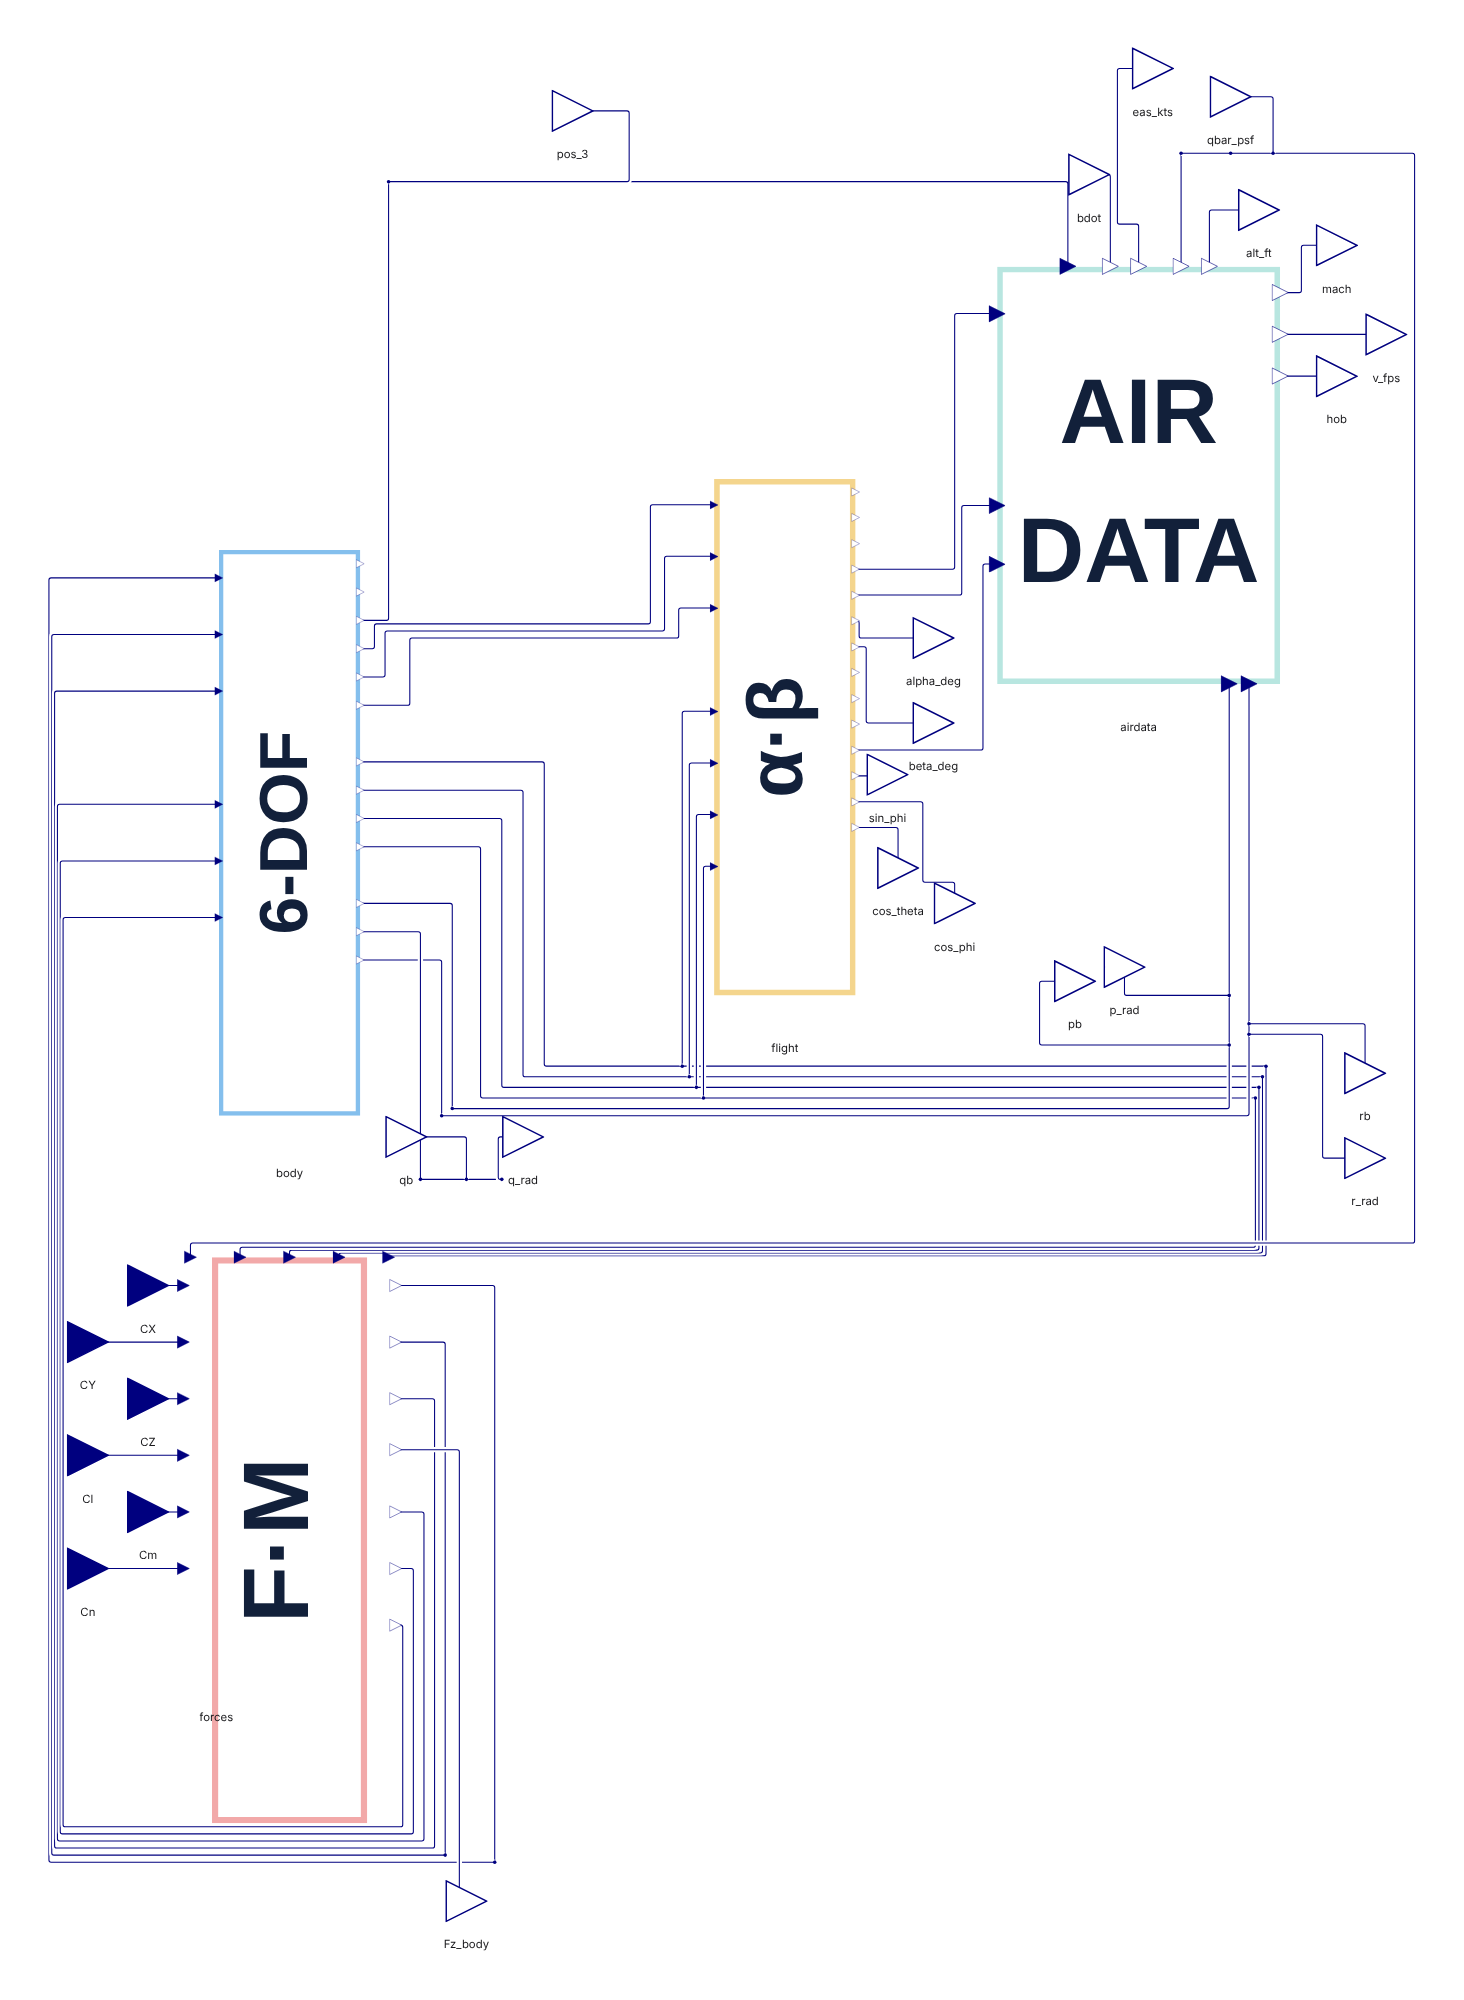 eas_kts
qbar_psf
pos_3
bdot
alt_ft
mach
v_fps
hob
AIR
DATA
airdata
6-DOF
body
α·β
flight
alpha_deg
beta_deg
sin_phi
cos_theta
cos_phi
pb
p_rad
rb
r_rad
qb
q_rad
CX
CY
CZ
Cl
Cm
Cn
F·M
forces
Fz_body